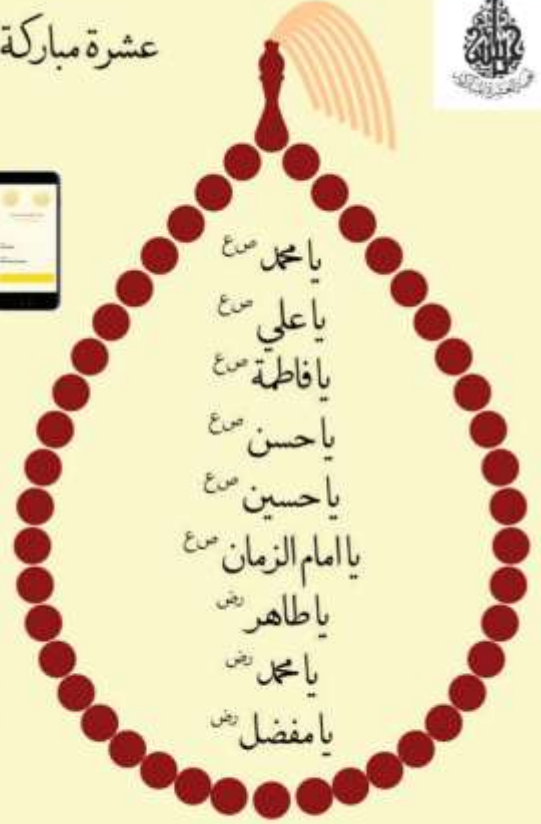 عشرة مباركة
يا محمد صع
يا علي صع
يا فاطمة صع
يا حسن صع
يا حسين صع
يا امام الزمان صع
يا طاهر رض
يا محمد رض
يا مفضل رض